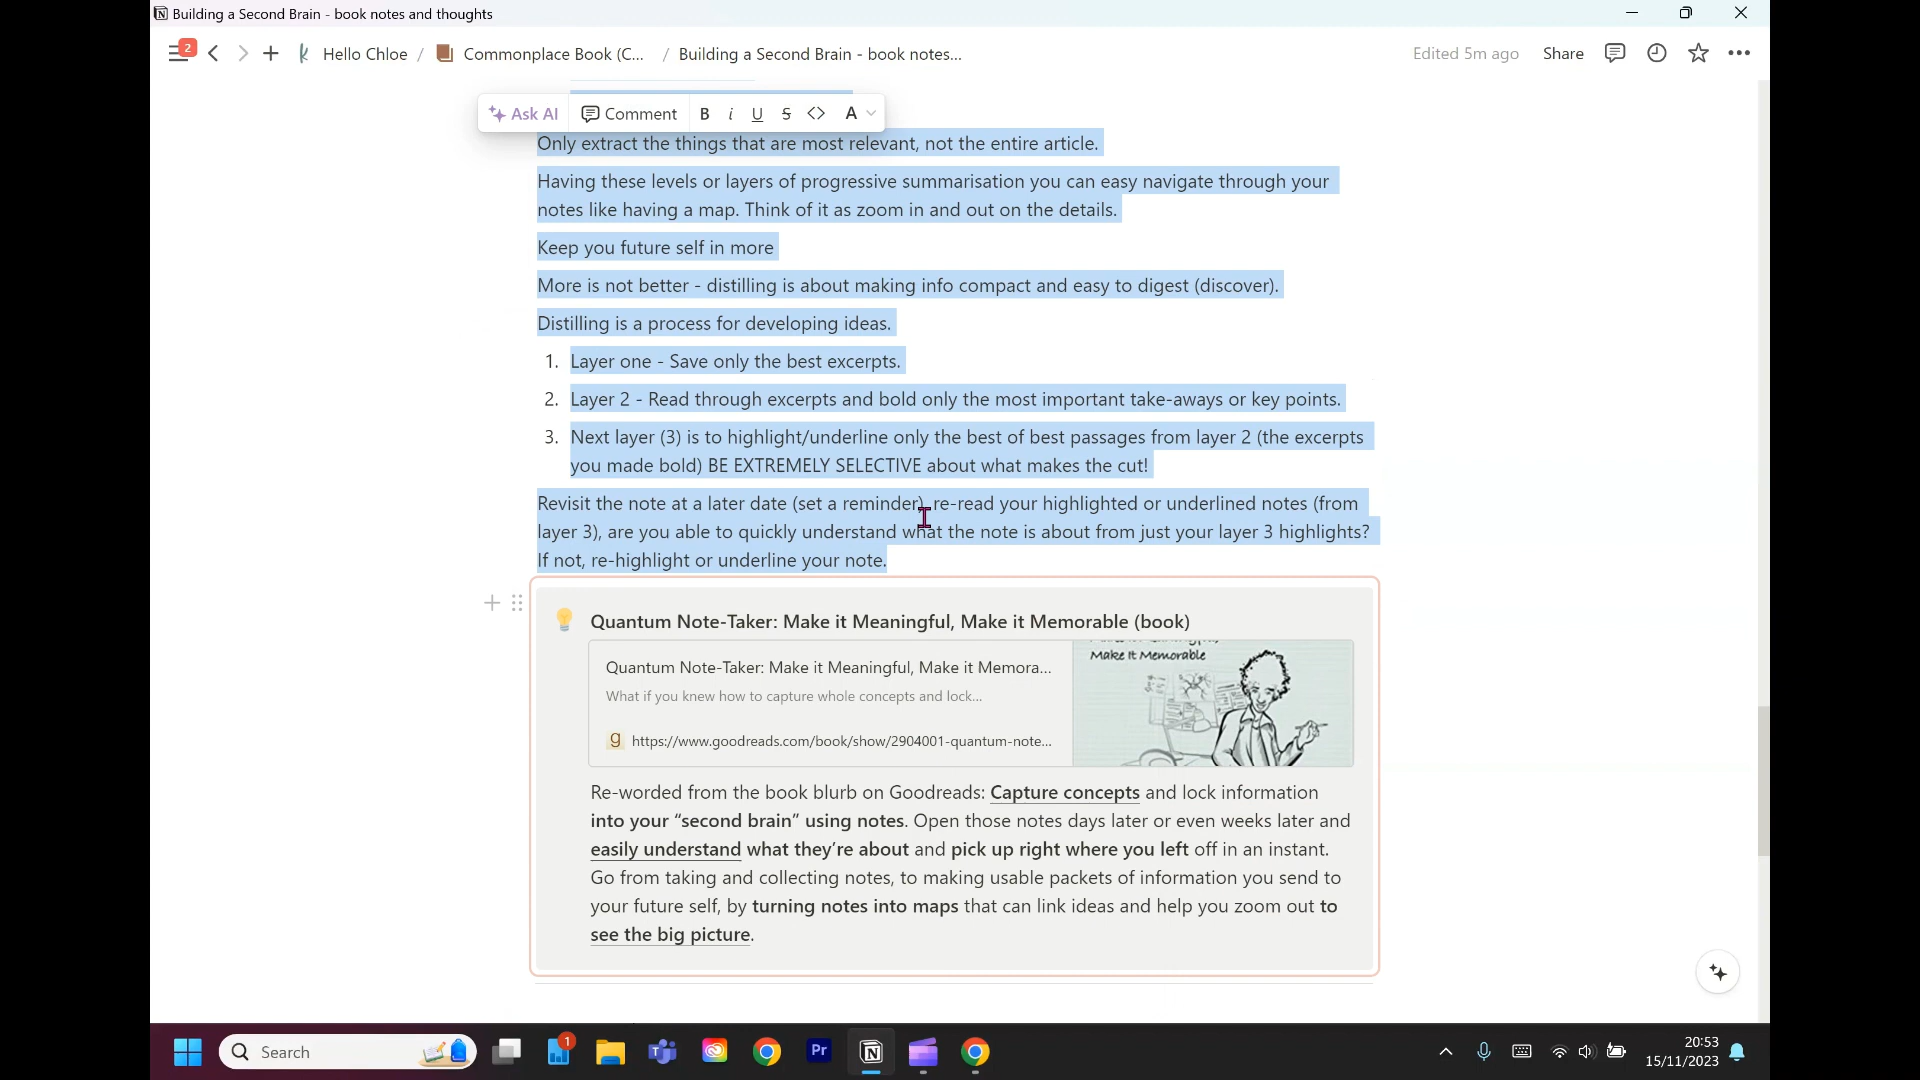 Building a Second Brain - book notes and thoughts
2
Hello Chloe / Commonplace Book (C... / Building a Second Brain - book notes...
Edited 5m ago
Share
Ask AI
Comment
B i U S <> A
Only extract the things that are most relevant, not the entire article.
Having these levels or layers of progressive summarisation you can easy navigate through your
notes like having a map. Think of it as zoom in and out on the details.
Keep you future self in more
More is not better - distilling is about making info compact and easy to digest (discover).
Distilling is a process for developing ideas.
1. Layer one - Save only the best excerpts.
2. Layer 2 - Read through excerpts and bold only the most important take-aways or key points.
3. Next layer (3) is to highlight/underline only the best of best passages from layer 2 (the excerpts
you made bold) BE EXTREMELY SELECTIVE about what makes the cut!
Revisit the note at a later date (set a reminder) re-read your highlighted or underlined notes (from
layer 3), are you able to quickly understand what the note is about from just your layer 3 highlights?
If not, re-highlight or underline your note.
Quantum Note-Taker: Make it Meaningful, Make it Memorable (book)
Quantum Note-Taker: Make it Meaningful, Make it Memora...
What if you knew how to capture whole concepts and lock...
g https://www.goodreads.com/book/show/2904001-quantum-note...
Make It Memorable
Re-worded from the book blurb on Goodreads: Capture concepts and lock information
into your “second brain” using notes. Open those notes days later or even weeks later and
easily understand what they’re about and pick up right where you left off in an instant.
Go from taking and collecting notes, to making usable packets of information you send to
your future self, by turning notes into maps that can link ideas and help you zoom out to
see the big picture.
Search
1
Pr
20:53
15/11/2023